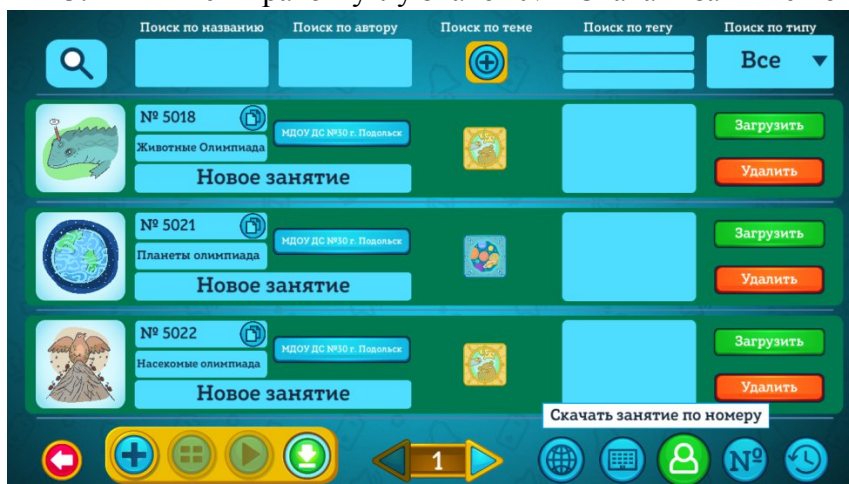 Поиск по названию Поиск по автору Поиск по теме Поиск по тегу Поиск по типу
Все
№ 5018
Животные Олимпиада
МДОУ ДС №30 г. Подольск
Новое занятие
Загрузить
Удалить
№ 5021
Планеты олимпиада
МДОУ ДС №30 г. Подольск
Новое занятие
Загрузить
Удалить
№ 5022
Насекомые олимпиада
МДОУ ДС №30 г. Подольск
Новое занятие
Загрузить
Удалить
Скачать занятие по номеру
1
№